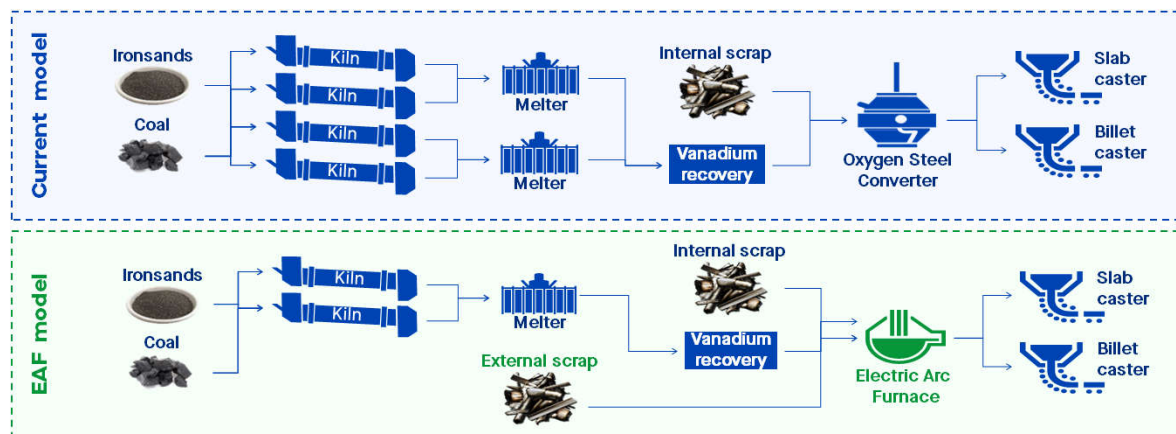 Current model
Ironsands
Coal
Kiln
Kiln
Kiln
Kiln
Melter
Melter
Internal scrap
Vanadium
recovery
Oxygen Steel
Converter
Slab
caster
Billet
caster
EAF model
Ironsands
Coal
Kiln
Kiln
Melter
External scrap
Internal scrap
Vanadium
recovery
Electric Arc
Furnace
Slab
caster
Billet
caster